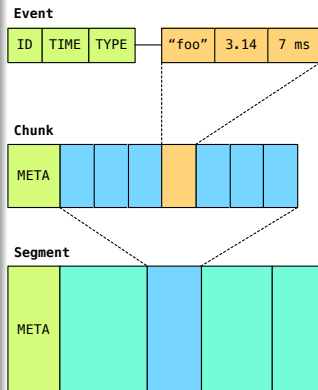 Event
ID TIME TYPE “foo” 3.14 7 ms
Chunk
META
Segment
META